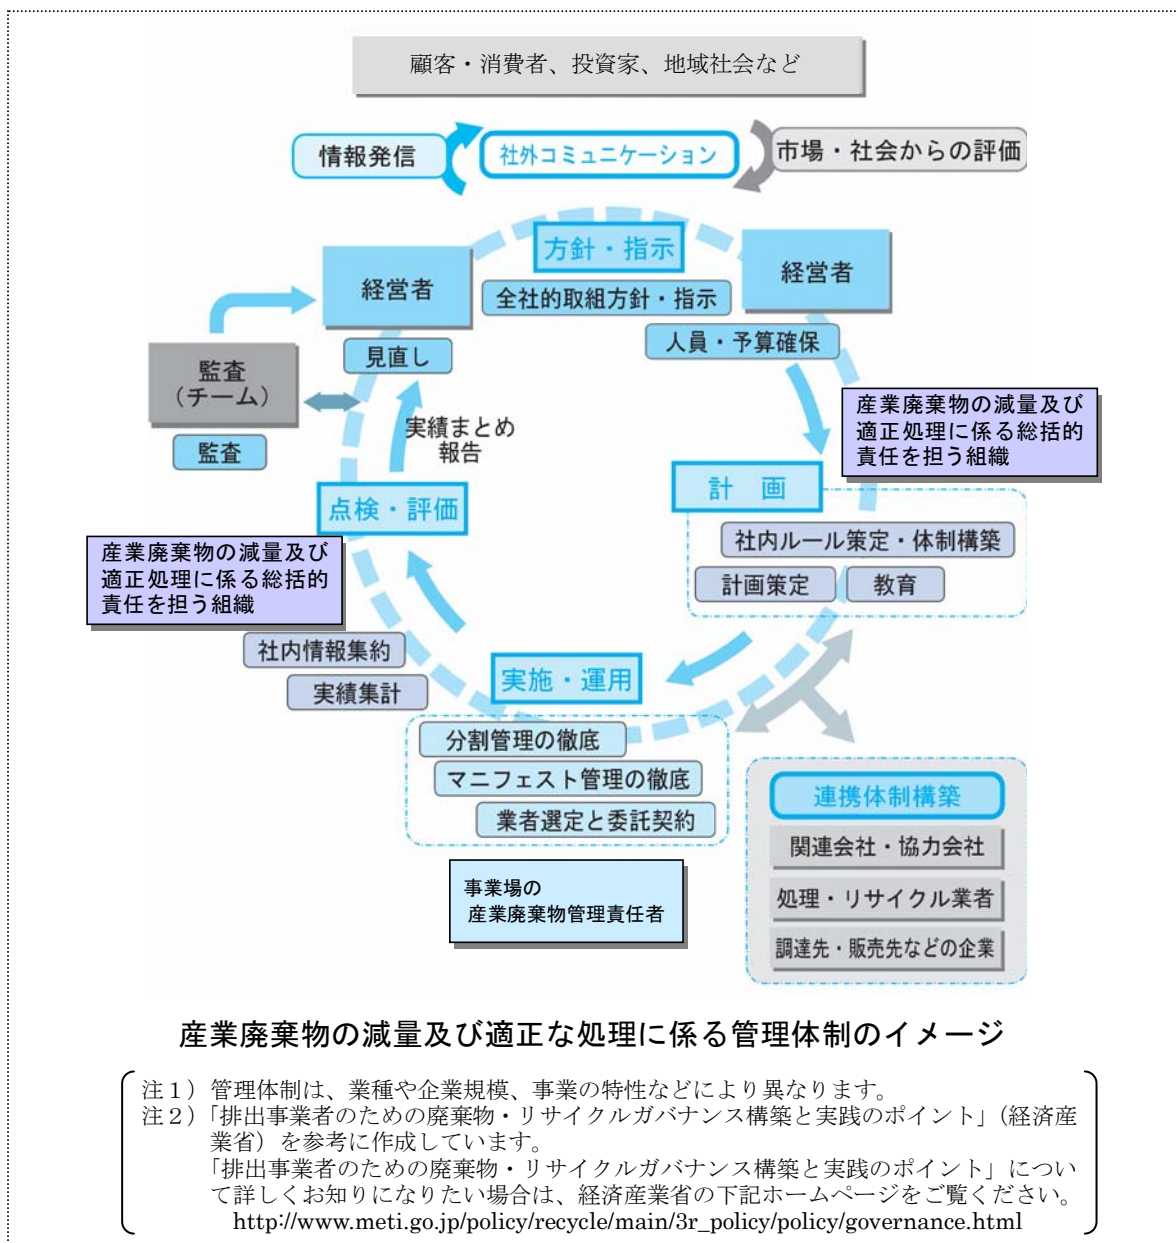 顧客・消費者、投資家、地域社会など
情報発信
社外コミュニケーション
市場・社会からの評価
方針・指示
経営者
経営者
全社的取組方針・指示
人員・予算確保
見直し
監査
（チーム）
監査
実績まとめ
報告
産業廃棄物の減量及び
適正処理に係る総括的
責任を担う組織
計　画
点検・評価
社内ルール策定・体制構築
計画策定
教育
産業廃棄物の減量及び
適正処理に係る総括的
責任を担う組織
社内情報集約
実績集計
実施・運用
分割管理の徹底
マニフェスト管理の徹底
業者選定と委託契約
事業場の
産業廃棄物管理責任者
連携体制構築
関連会社・協力会社
処理・リサイクル業者
調達先・販売先などの企業
産業廃棄物の減量及び適正な処理に係る管理体制のイメージ
注１）管理体制は、業種や企業規模、事業の特性などにより異なります。
注２）「排出事業者のための廃棄物・リサイクルガバナンス構築と実践のポイント」（経済産
業省）を参考に作成しています。
「排出事業者のための廃棄物・リサイクルガバナンス構築と実践のポイント」につい
て詳しくお知りになりたい場合は、経済産業省の下記ホームページをご覧ください。
http://www.meti.go.jp/policy/recycle/main/3r_policy/policy/governance.html